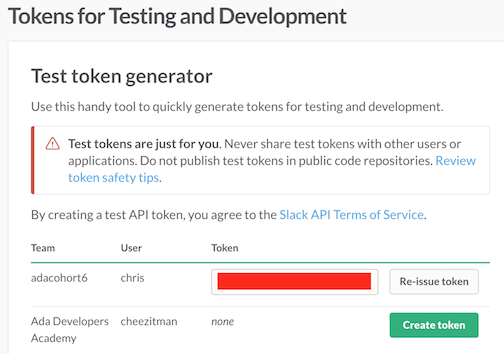 Tokens for Testing and Development
Test token generator
Use this handy tool to quickly generate tokens for testing and development.
Test tokens are just for you. Never share test tokens with other users or
applications. Do not publish test tokens in public code repositories. Review
token safety tips.
By creating a test API token, you agree to the Slack API Terms of Service.
Team User Token
adacohort6 chris Re-issue token
Ada Developers cheezitman none Create token
Academy